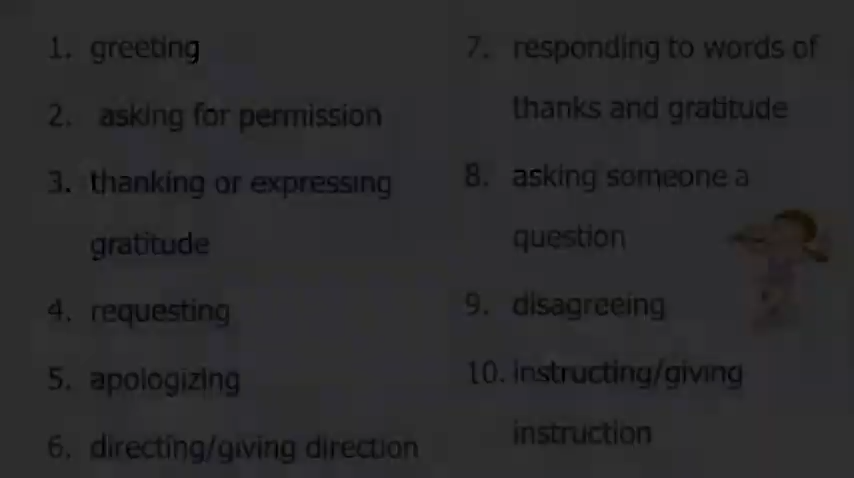 1. greeting
2. asking for permission
3. thanking or expressing
gratitude
4. requesting
5. apologizing
6. directing/giving direction
7. responding to words of
thanks and gratitude
8. asking someone a
question
9. disagreeing
10. instructing/giving
instruction